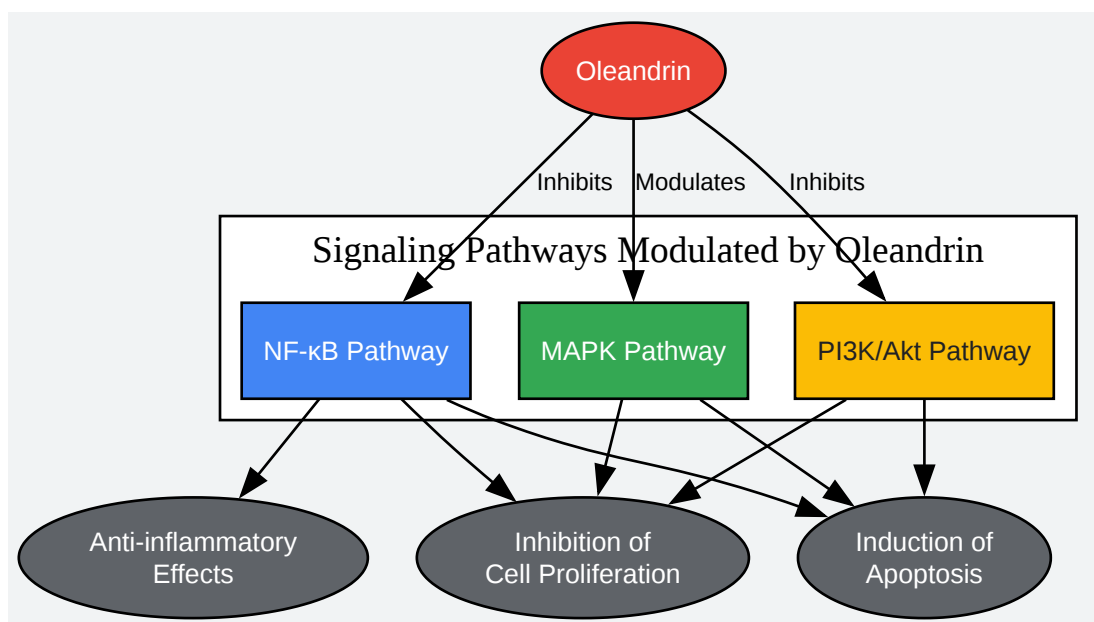 Oleandrin
Inhibits
Modulates
Inhibits
Signaling Pathways Modulated by Oleandrin
NF-κB Pathway
MAPK Pathway
PI3K/Akt Pathway
Anti-inflammatory
Effects
Inhibition of
Cell Proliferation
Induction of
Apoptosis